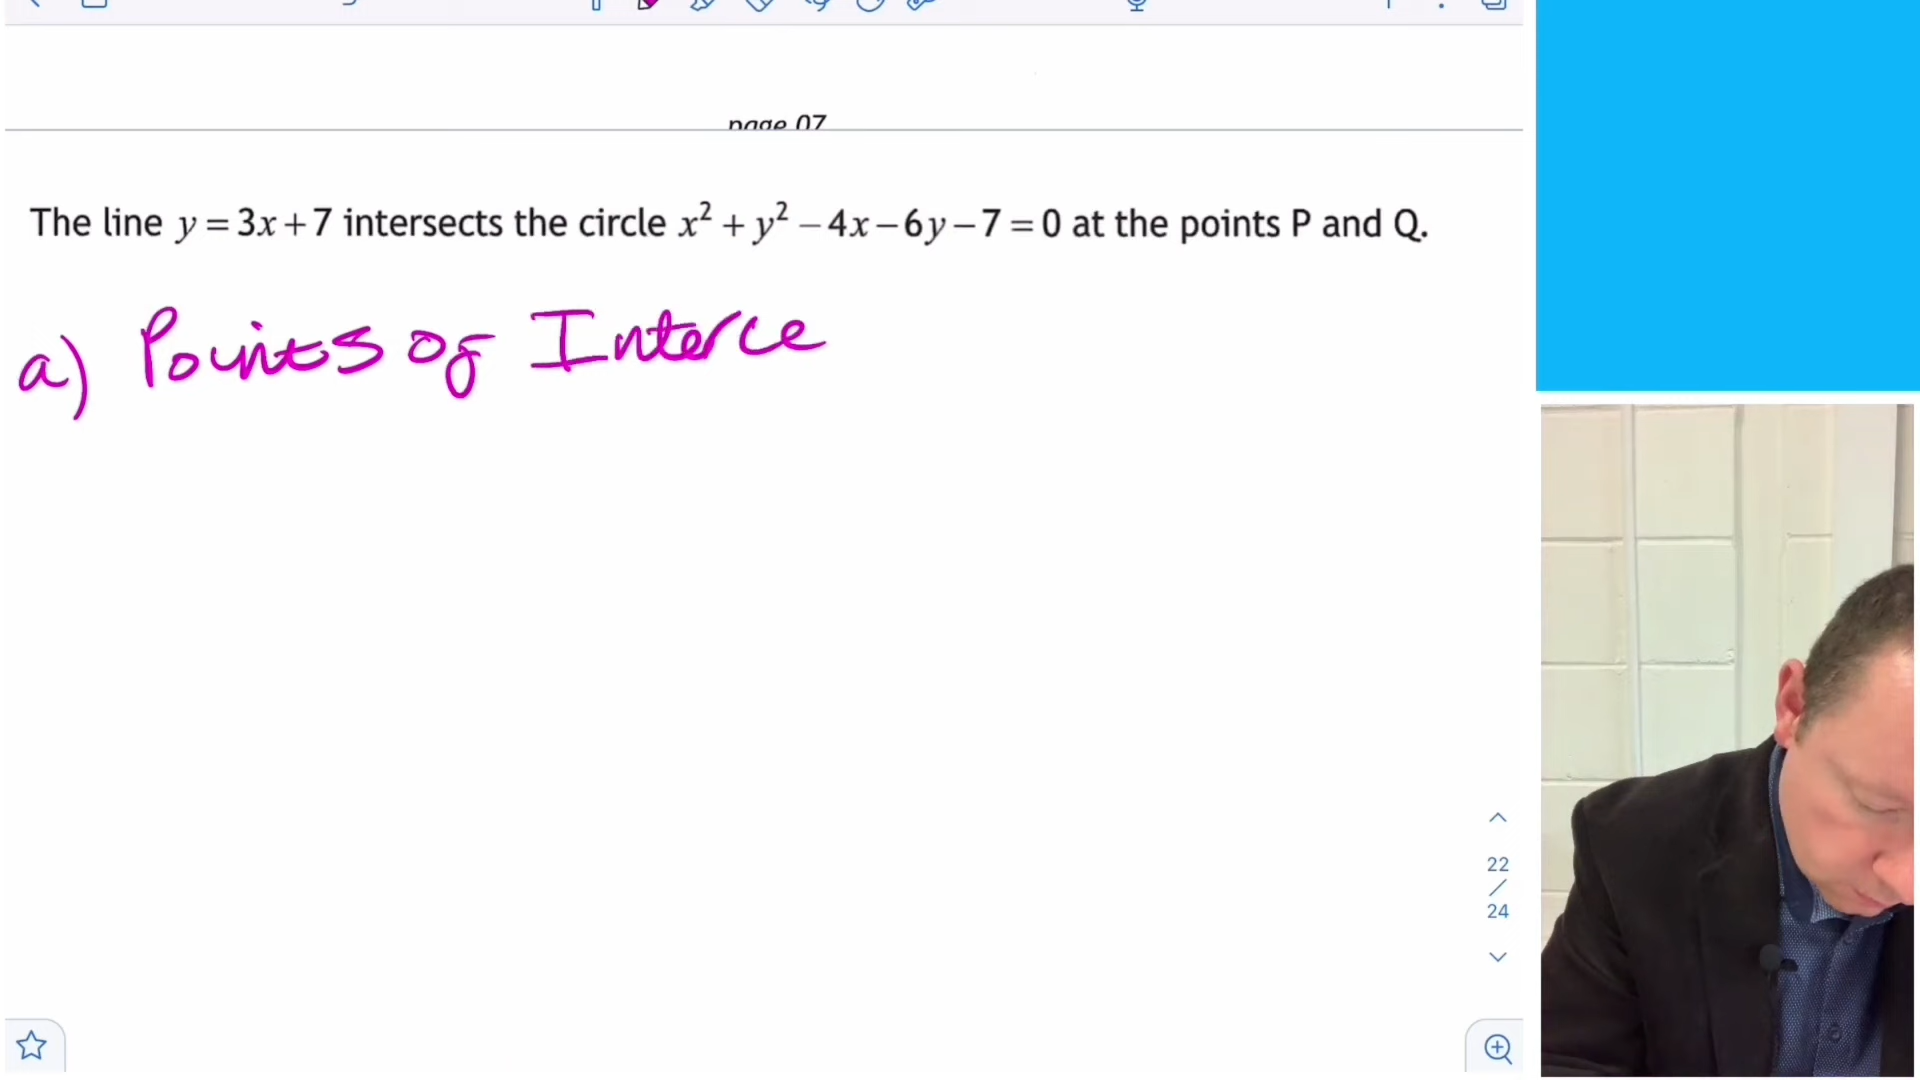 page 07
The line y = 3x + 7 intersects the circle x² + y² – 4x – 6y – 7 = 0 at the points P and Q.
a) Points of Interce
22
/
24